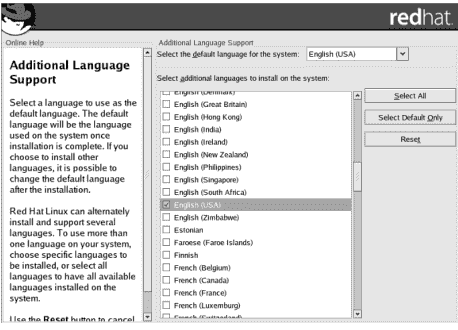 redhat.
Online Help
Additional Language
Support
Select a language to use as the
default language. The default
language will be the language
used on the system once
installation is complete. If you
choose to install other
languages, it is possible to
change the default language
after the installation.
Red Hat Linux can alternately
install and support several
languages. To use more than
one language on your system,
choose specific languages to
be installed, or select all
languages to have all available
languages installed on the
system.
Use the Reset button to cancel
Additional Language Support
Select the default language for the system: English (USA)
Select additional languages to install on the system:
English (Denmark)
English (Great Britain)
English (Hong Kong)
English (India)
English (Ireland)
English (New Zealand)
English (Philippines)
English (Singapore)
English (South Africa)
English (USA)
English (Zimbabwe)
Estonian
Faroese (Faroe Islands)
Finnish
French (Belgium)
French (Canada)
French (France)
French (Luxemburg)
French (Switzerland)
Select All
Select Default Only
Reset